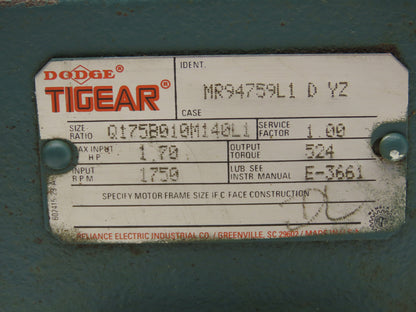 DODGE
TIGEAR®
IDENT.
MR94759L1 D YZ
CASE
SIZE RATIO Q175B010M140L1 SERVICE FACTOR 1.00
MAX INPUT H.P. 1.70 OUTPUT TORQUE 524
INPUT R.P.M. 1750 LUB SEE INSTR MANUAL E-3661
SPECIFY MOTOR FRAME SIZE IF C FACE CONSTRUCTION
RELIANCE ELECTRIC INDUSTRIAL CO. / GREENVILLE, SC 29602 /